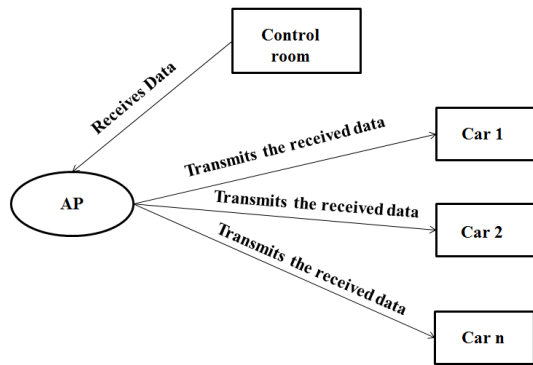 Control
room
Receives Data
Car 1
Transmits the received data
AP
Transmits the received data
Car 2
Transmits the received data
Car n